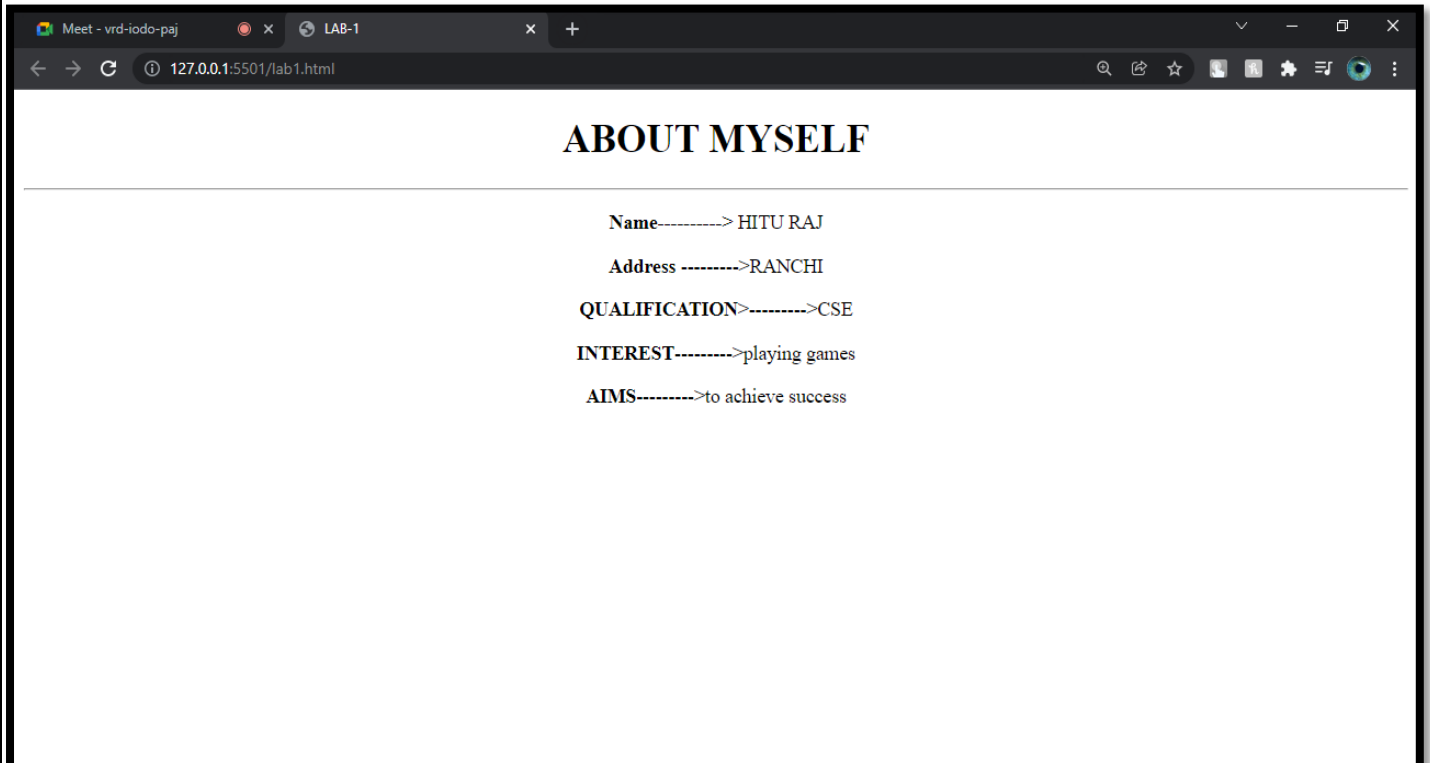 Meet - vrd-iodo-paj LAB-1
127.0.0.1:5501/lab1.html
ABOUT MYSELF
Name----------> HITU RAJ
Address --------->RANCHI
QUALIFICATION>--------->CSE
INTEREST--------->playing games
AIMS--------->to achieve success